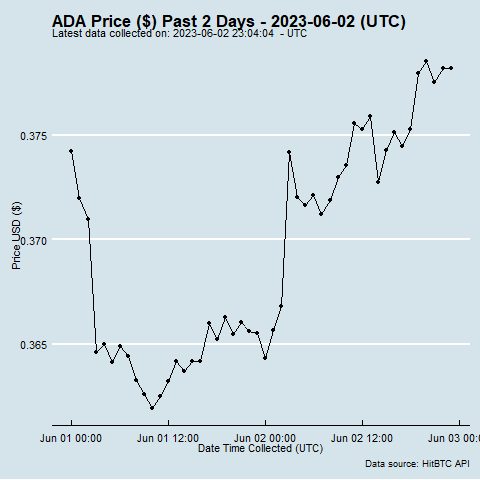 ADA Price ($) Past 2 Days - 2023-06-02 (UTC)
Latest data collected on: 2023-06-02 23:04:04  - UTC
0.375
0.370
0.365
Price USD ($)
Jun 01 00:00 Jun 01 12:00 Jun 02 00:00 Jun 02 12:00 Jun 03 00:0
Date Time Collected (UTC)
Data source: HitBTC API